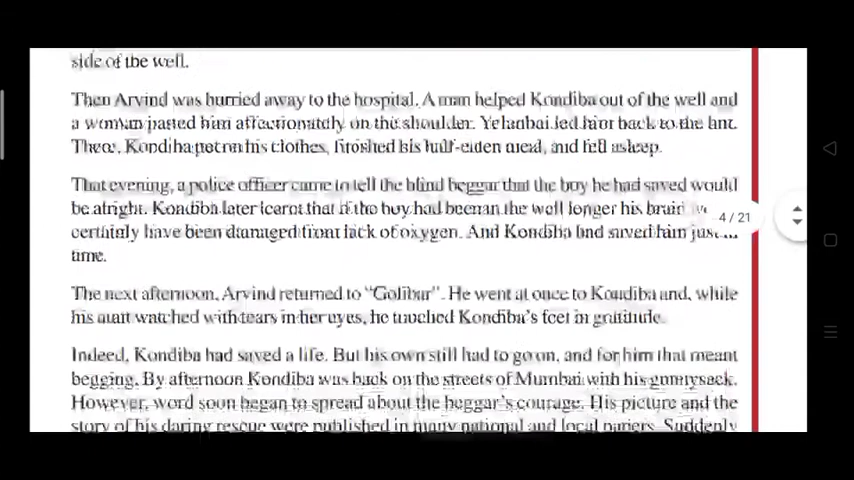 side of the well.
Then Arvind was hurried away to the hospital. A man helped Kondiba out of the well and
a woman patted him affectionately on the shoulder. Yelanbai led him back to the hut.
There, Kondiba put on his clothes, finished his half-eaten meal, and fell asleep.
That evening, a police officer came to tell the blind beggar that the boy he had saved would
be alright. Kondiba later learnt that if the boy had been in the well longer his brain
4 / 21
certainly have been damaged from lack of oxygen. And Kondiba had saved him just
time.
The next afternoon, Arvind returned to "Golibar". He went at once to Kondiba and, while
his aunt watched with tears in her eyes, he touched Kondiba's feet in gratitude.
Indeed, Kondiba had saved a life. But his own still had to go on, and for him that meant
begging. By afternoon Kondiba was back on the streets of Mumbai with his gunnysack.
However, word soon began to spread about the beggar's courage. His picture and the
story of his daring rescue were published in many national and local papers. Suddenly